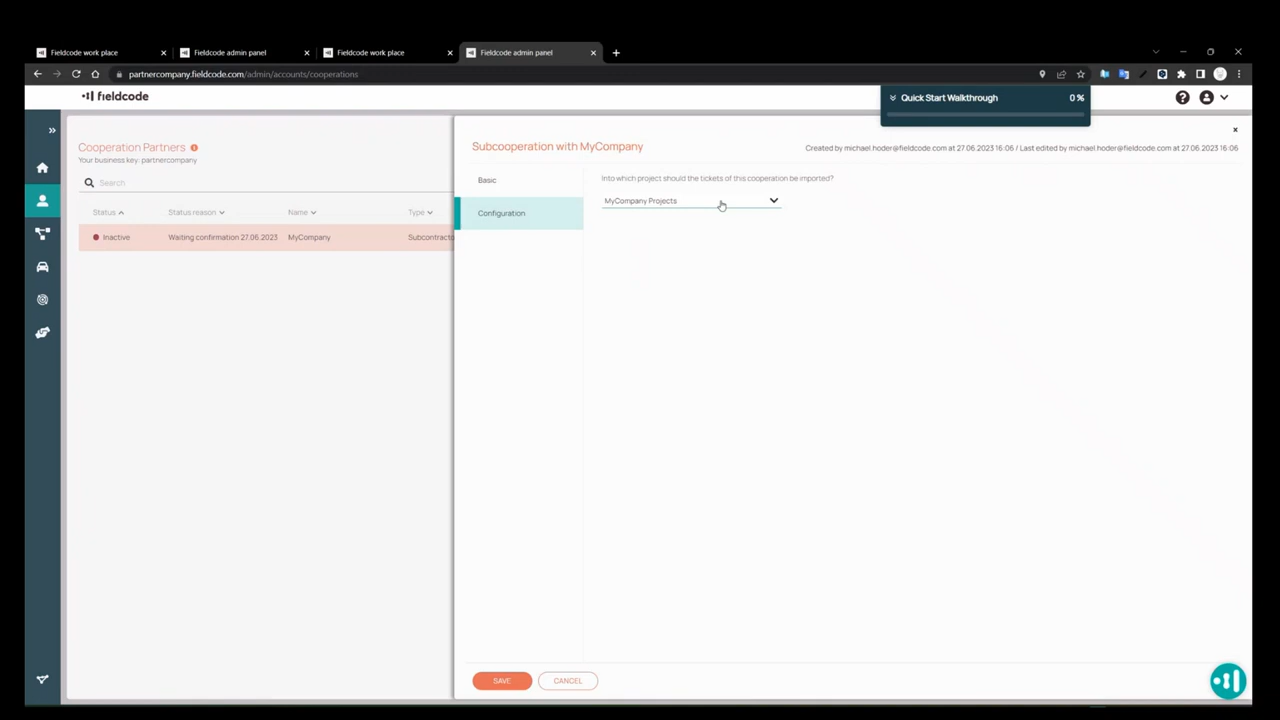 Fieldcode work place
Fieldcode admin panel
Fieldcode work place
Fieldcode admin panel
partnercompany.fieldcode.com/admin/accounts/cooperations
fieldcode
Quick Start Walkthrough 0 %
Cooperation Partners
Your business key: partnercompany
Search
Status Status reason Name Type
Inactive Waiting confirmation 27.06.2023 MyCompany Subcontracto
Subcooperation with MyCompany
Created by michael.hoder@fieldcode.com at 27.06.2023 16:06 / Last edited by michael.hoder@fieldcode.com at 27.06.2023 16:06
Basic
Configuration
Into which project should the tickets of this cooperation be imported?
MyCompany Projects
SAVE
CANCEL